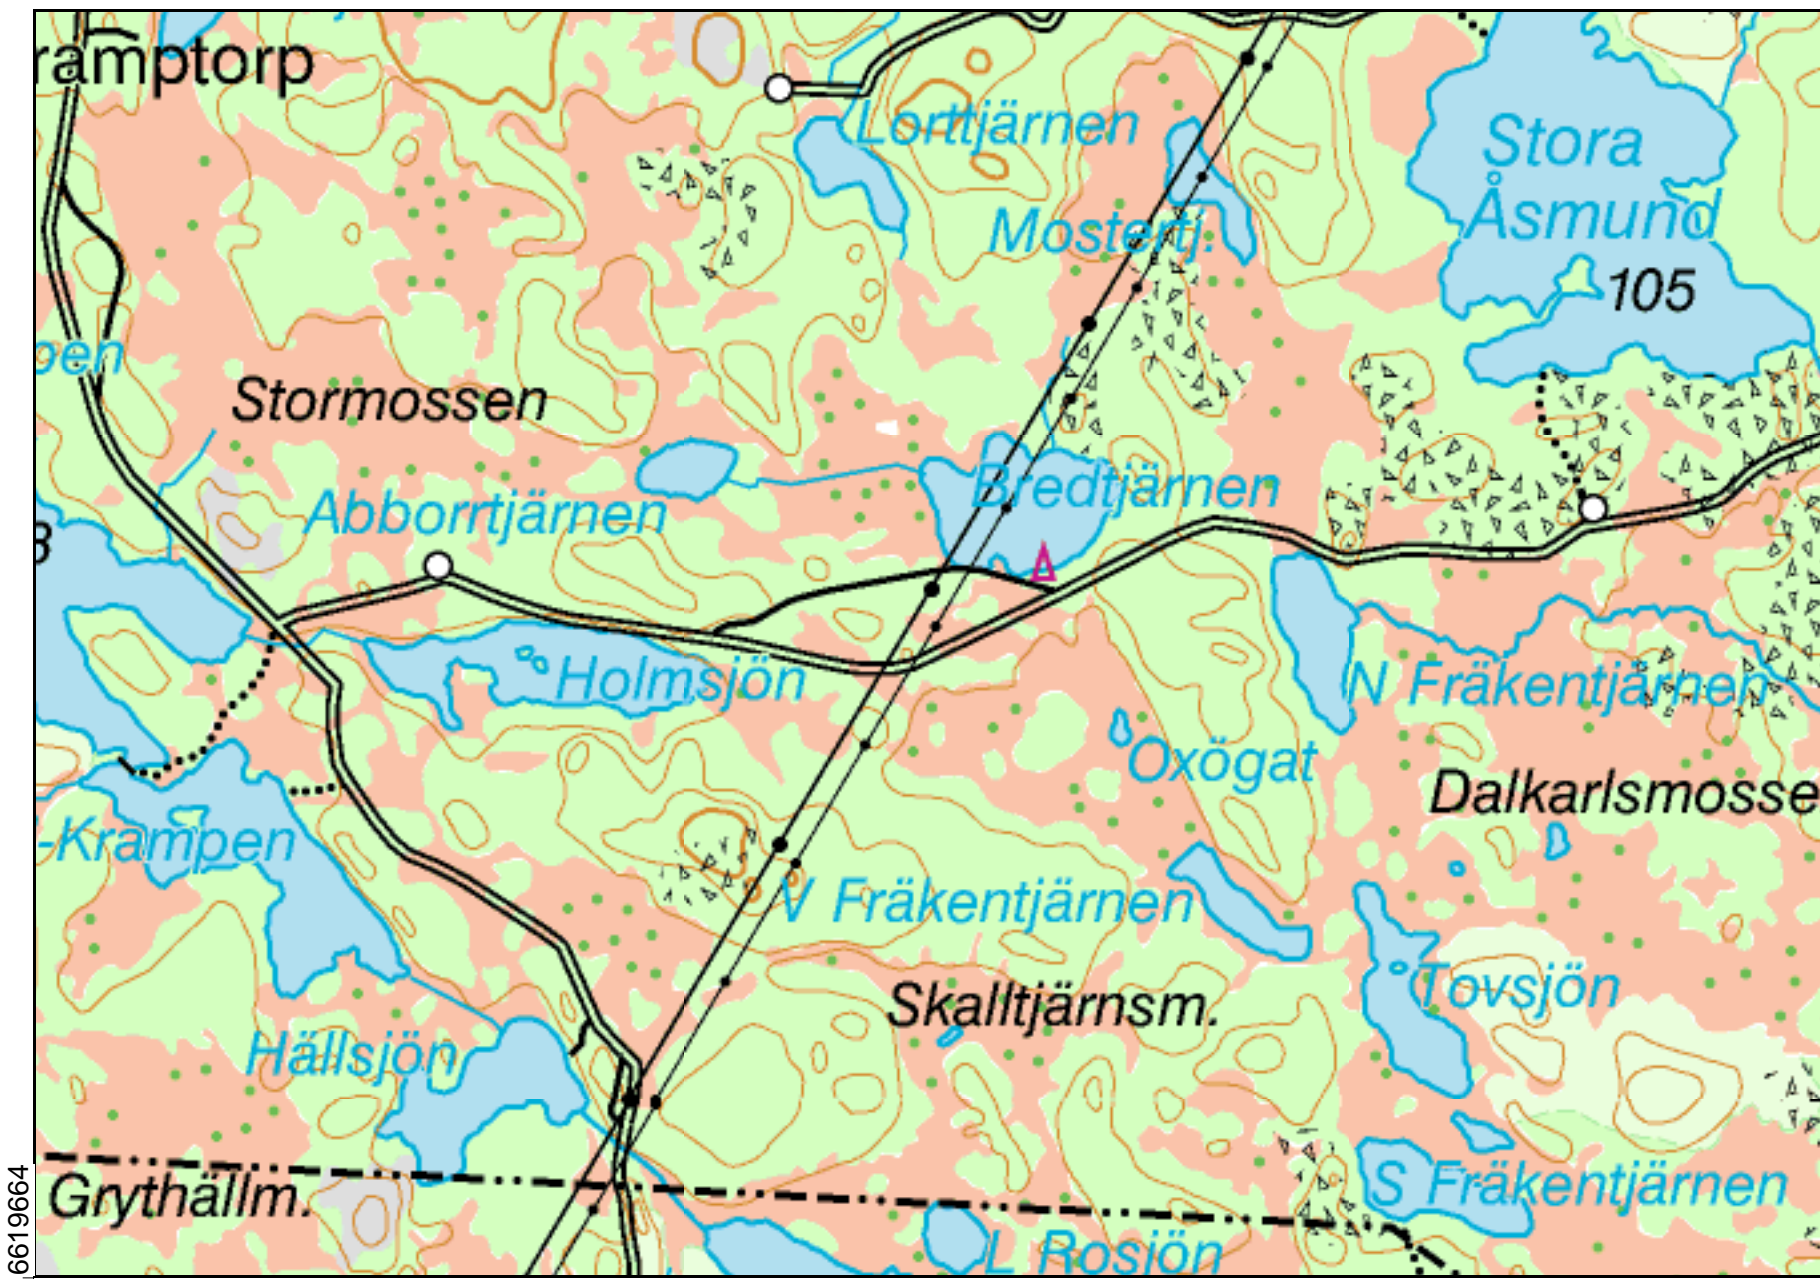 ramptorp
Lorttjärnen
Stora
Åsmund
105
Mostertj.
pen
Stormossen
Bredtjärnen
Abborrtjärnen
Holmsjön
N Fräkentjärnen
Oxögat
Dalkarlsmosse
-Krampen
V Fräkentjärnen
Tovsjön
Skalltjärnsm.
Hällsjön
S Fräkentjärnen
Grythällm.
L Rosjön
6619664